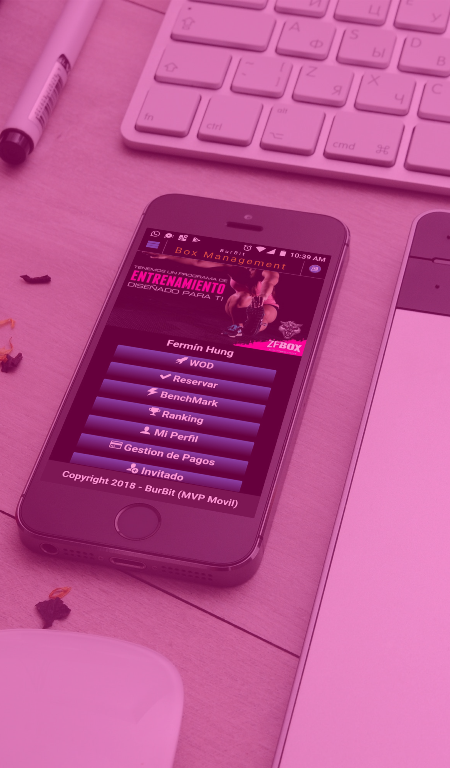 Ф
Ы
В
Я
Ч
fn
ctrl
cmd ⌘
10:39 AM
BurBit
Box Management
TENEMOS UN PROGRAMA DE
ENTRENAMIENTO
DISEÑADO PARA TI
ZFBOX
Fermín Hung
WOD
Reservar
BenchMark
Ranking
Mi Perfil
Gestion de Pagos
Invitado
Copyright 2018 - BurBit (MVP Movil)